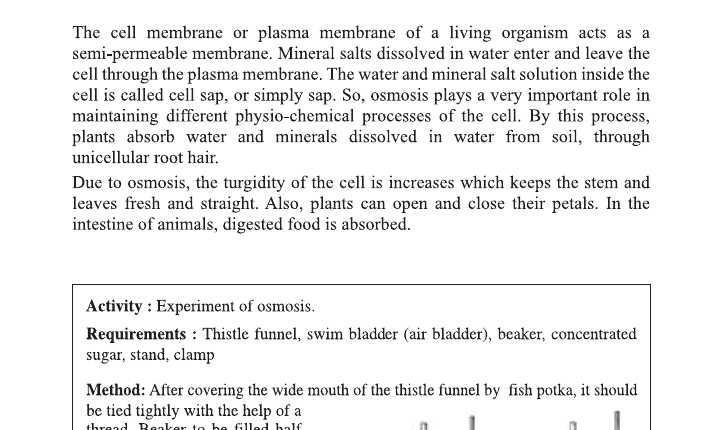 The cell membrane or plasma membrane of a living organism acts as a
semi-permeable membrane. Mineral salts dissolved in water enter and leave the
cell through the plasma membrane. The water and mineral salt solution inside the
cell is called cell sap, or simply sap. So, osmosis plays a very important role in
maintaining different physio-chemical processes of the cell. By this process,
plants absorb water and minerals dissolved in water from soil, through
unicellular root hair.
Due to osmosis, the turgidity of the cell is increases which keeps the stem and
leaves fresh and straight. Also, plants can open and close their petals. In the
intestine of animals, digested food is absorbed.
Activity : Experiment of osmosis.
Requirements : Thistle funnel, swim bladder (air bladder), beaker, concentrated
sugar, stand, clamp
Method: After covering the wide mouth of the thistle funnel by fish potka, it should
be tied tightly with the help of a
thread. Beaker to be filled half